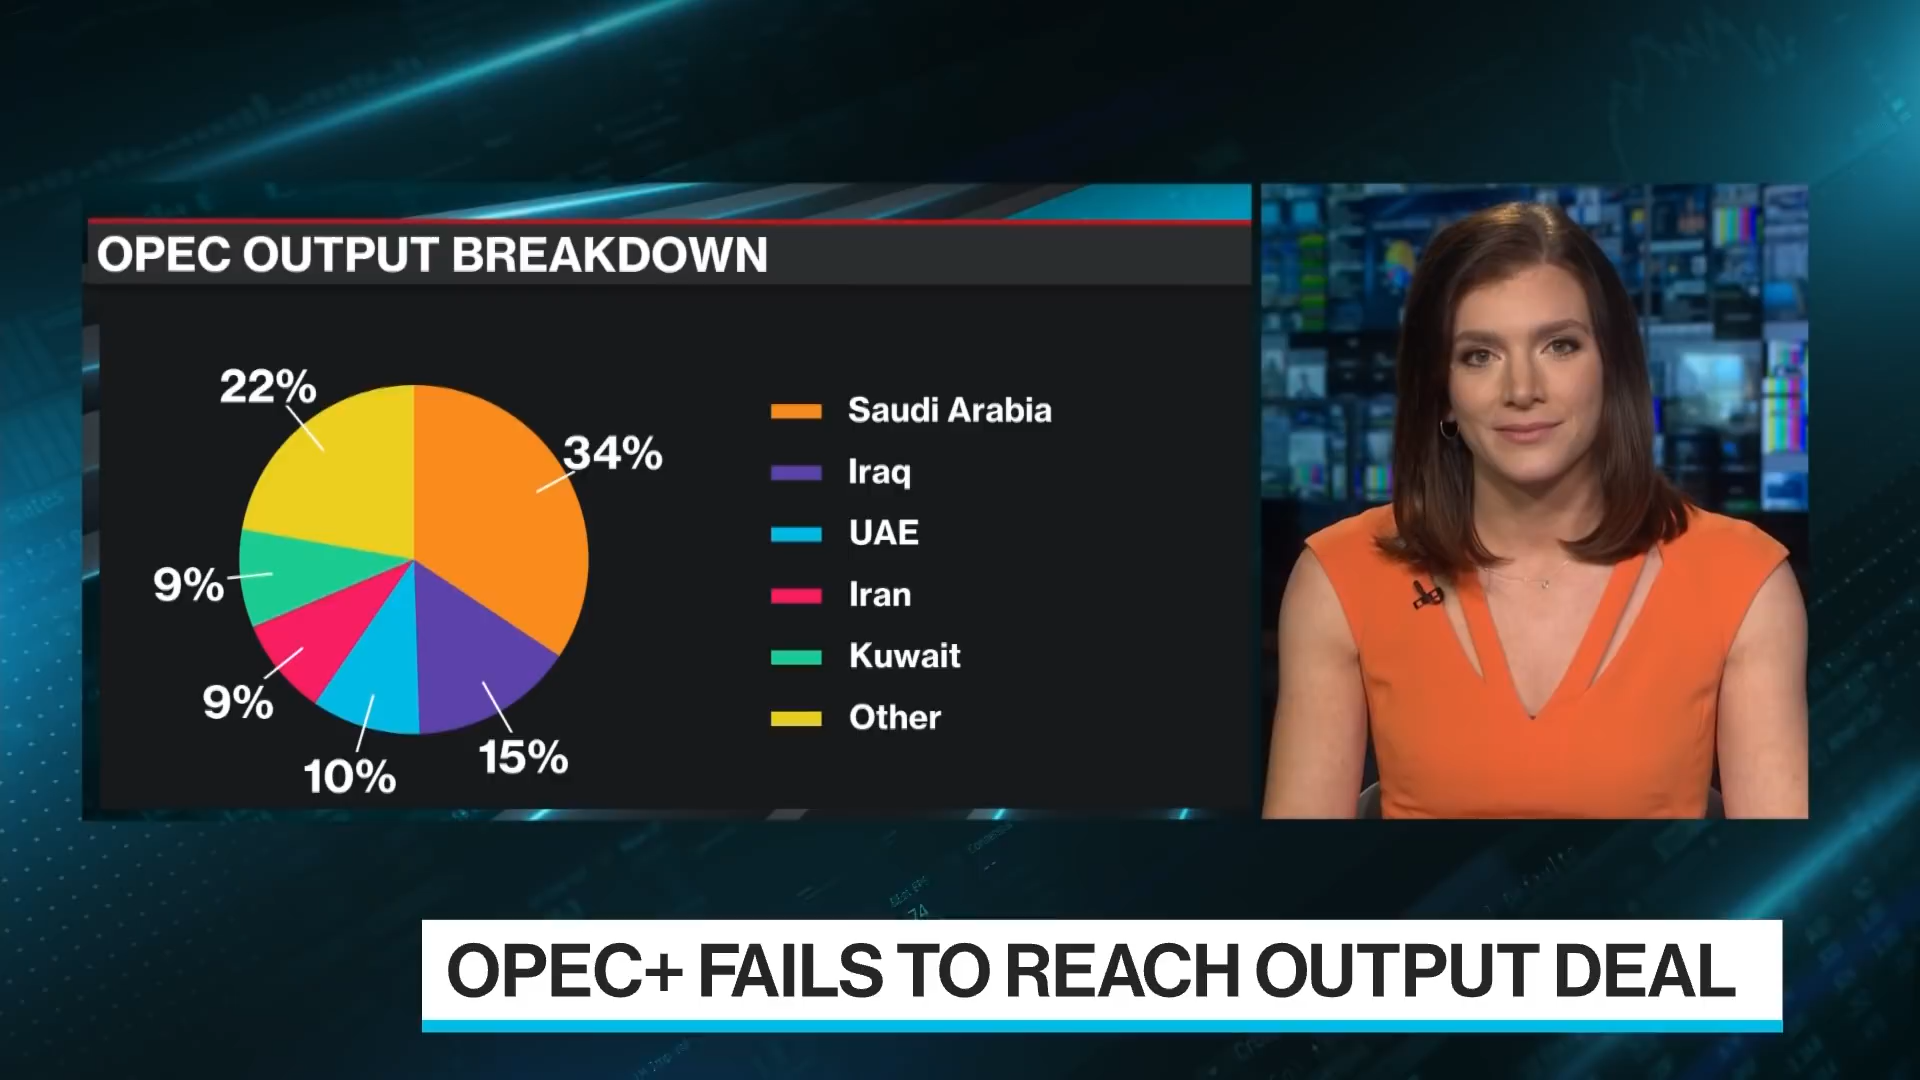 OPEC OUTPUT BREAKDOWN
22%
34%
9%
9%
10%
15%
Saudi Arabia
Iraq
UAE
Iran
Kuwait
Other
OPEC+ FAILS TO REACH OUTPUT DEAL